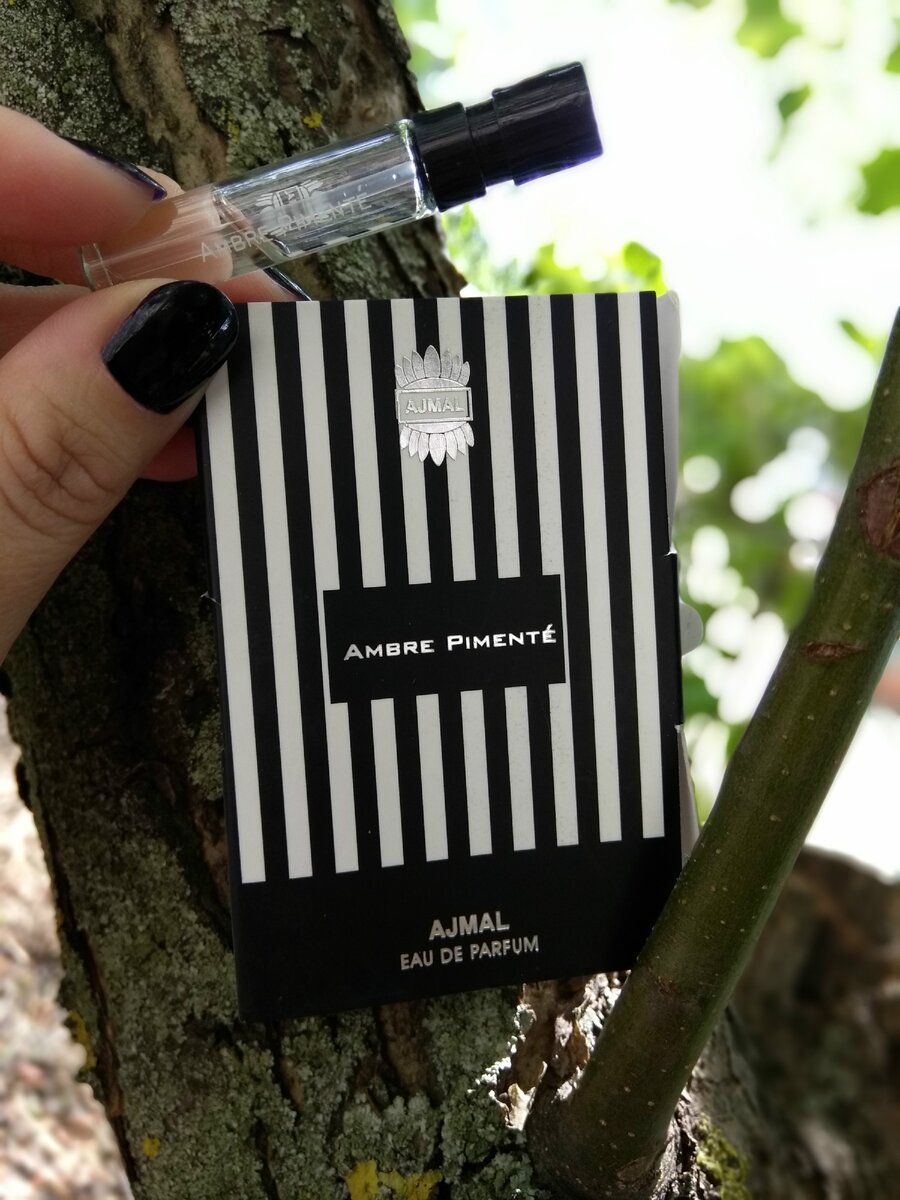 AMBRE PIMENTÉ
AJMAL
AMBRE PIMENTÉ
AJMAL
EAU DE PARFUM